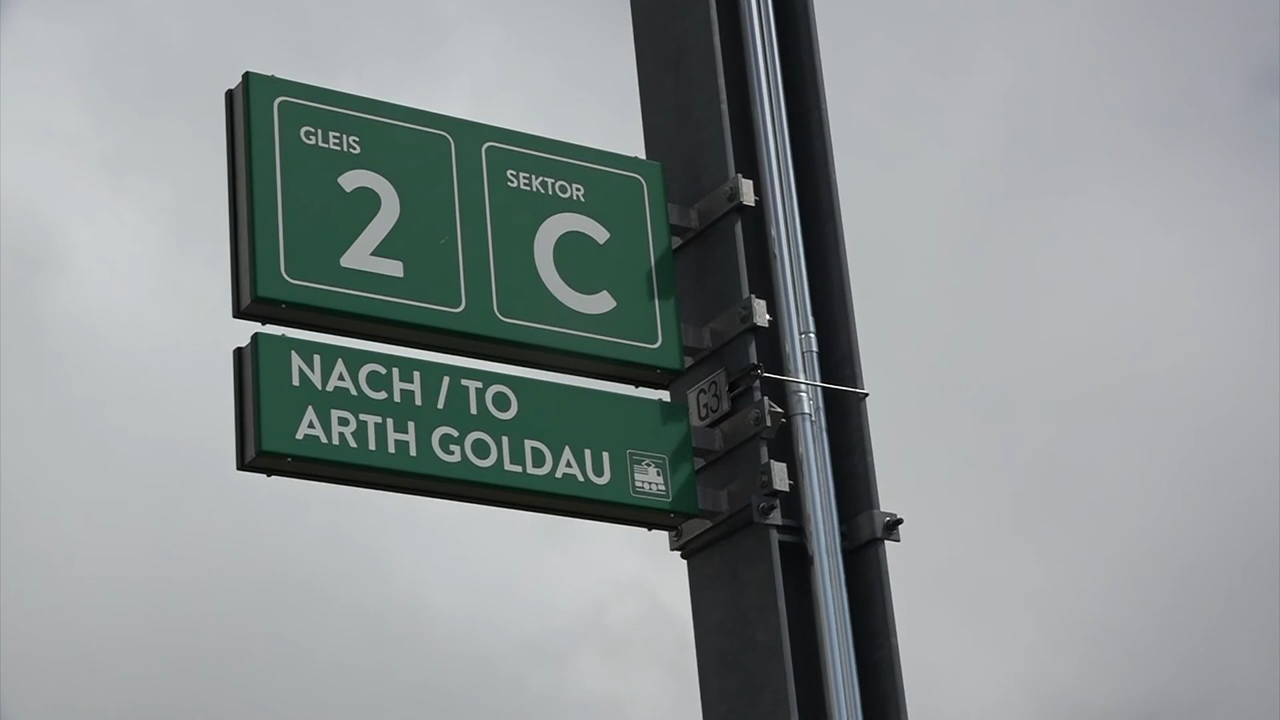 GLEIS
2
SEKTOR
C
NACH / TO
ARTH GOLDAU
G3